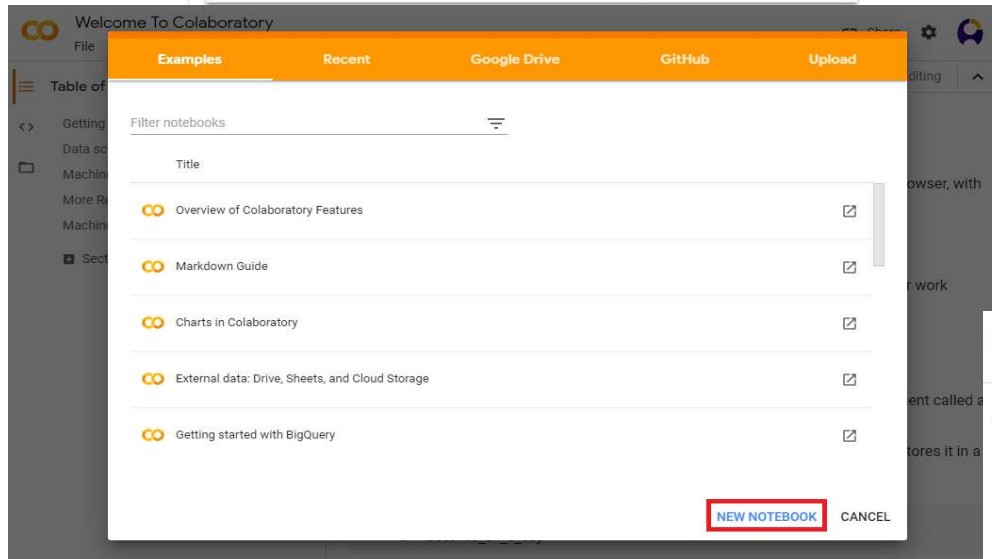 Welcome To Colaboratory
File
Share
Examples Recent Google Drive GitHub Upload
diting
Table of
Filter notebooks
Getting
Data sc
Title
Machin
owser, with
More Re
Overview of Colaboratory Features
Machin
Sect
Markdown Guide
r work
Charts in Colaboratory
External data: Drive, Sheets, and Cloud Storage
ent called a
Getting started with BigQuery
tores it in a
NEW NOTEBOOK CANCEL